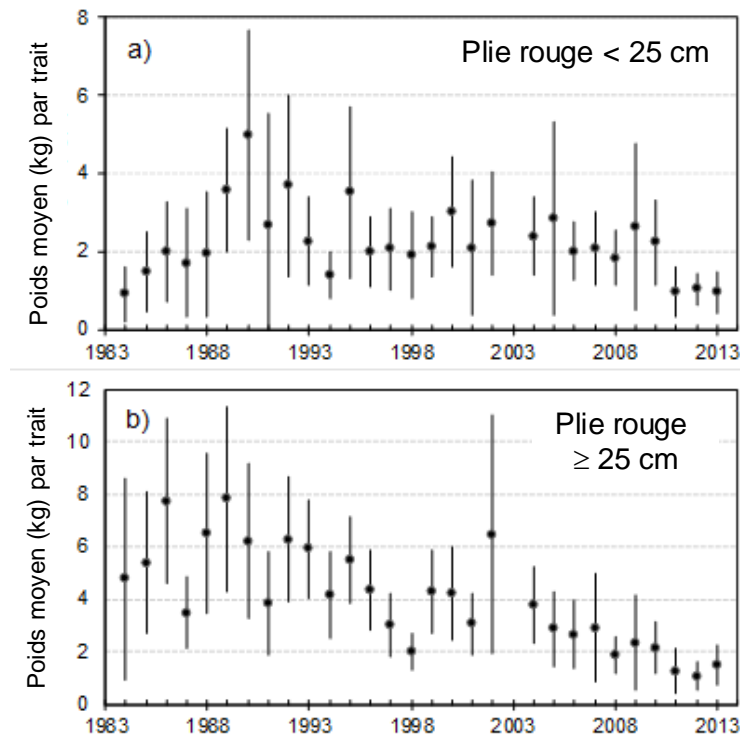 a)
Plie rouge < 25 cm
Poids moyen (kg) par trait
8
6
4
2
0
1983 1988 1993 1998 2003 2008 2013
b)
Plie rouge
≥ 25 cm
Poids moyen (kg) par trait
12
10
8
6
4
2
0
1983 1988 1993 1998 2003 2008 2013